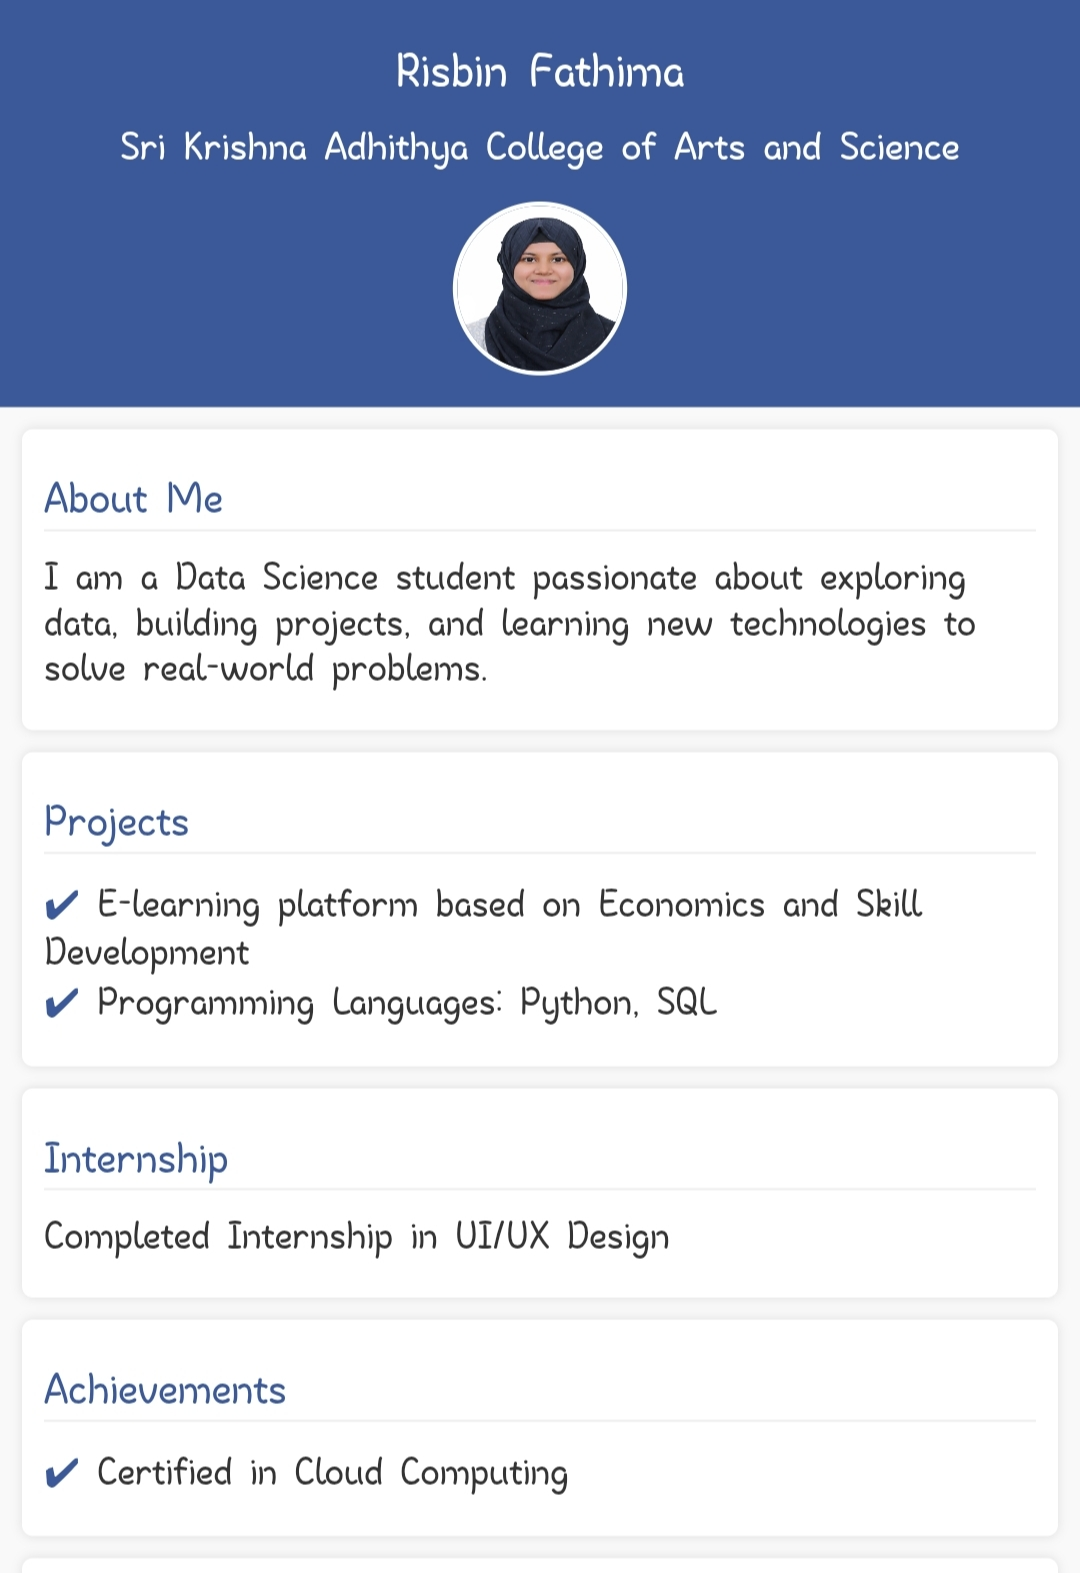 Risbin Fathima
Sri Krishna Adhithya College of Arts and Science
About Me
I am a Data Science student passionate about exploring
data, building projects, and learning new technologies to
solve real-world problems.
Projects
✔ E-learning platform based on Economics and Skill
Development
✔ Programming Languages: Python, SQL
Internship
Completed Internship in UI/UX Design
Achievements
✔ Certified in Cloud Computing